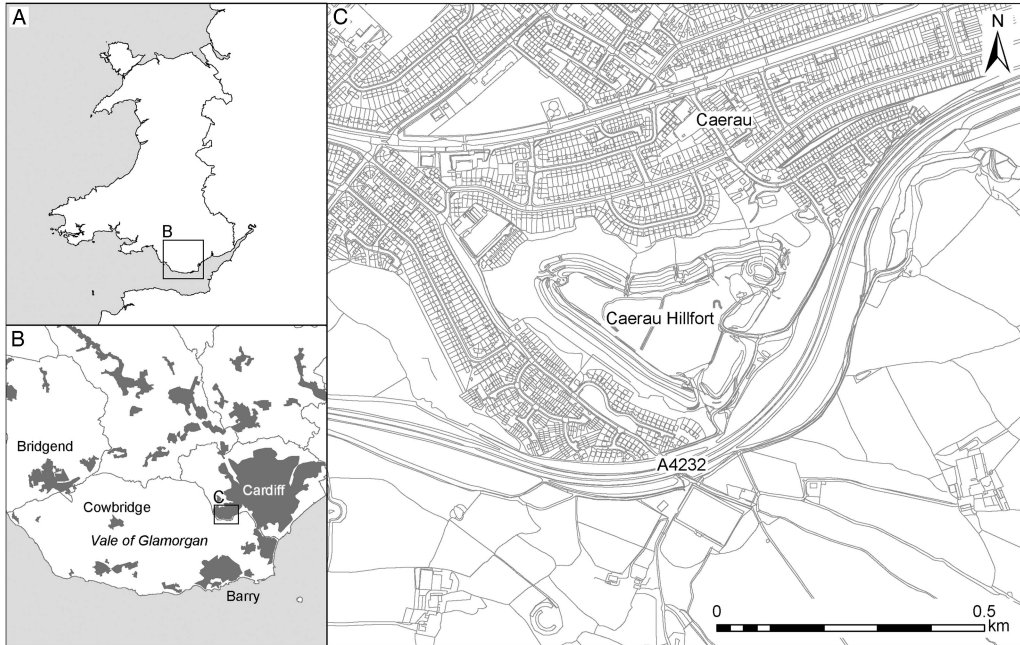 A
B
B
Bridgend
Cowbridge
Cardiff
C
Vale of Glamorgan
Barry
C
N
Caerau
Caerau Hillfort
A4232
0
0.5
km